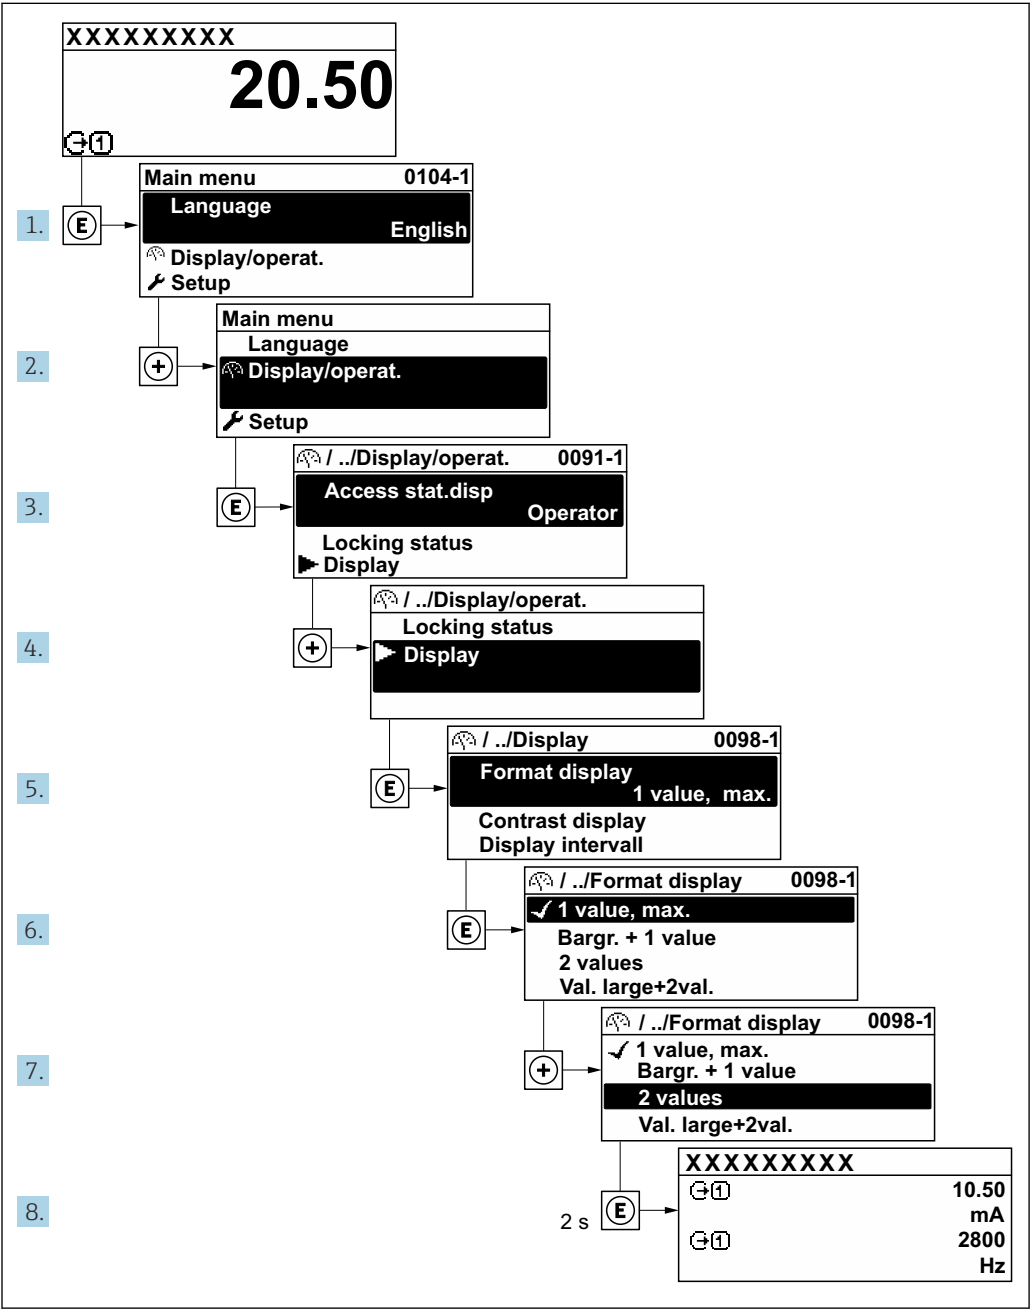 XXXXXXXXX
20.50
1
Main menu 0104-1
Language
English
Display/operat.
Setup
1. E
Main menu
Language
Display/operat.
Setup
2. +
/ ../Display/operat. 0091-1
Access stat.disp
Operator
Locking status
Display
3. E
/ ../Display/operat.
Locking status
Display
4. +
/ ../Display 0098-1
Format display
1 value, max.
Contrast display
Display intervall
5. E
/ ../Format display 0098-1
1 value, max.
Bargr. + 1 value
2 values
Val. large+2val.
6. E
/ ../Format display 0098-1
1 value, max.
Bargr. + 1 value
2 values
Val. large+2val.
7. +
XXXXXXXXX
1 10.50
mA
1 2800
Hz
8. 2 s E